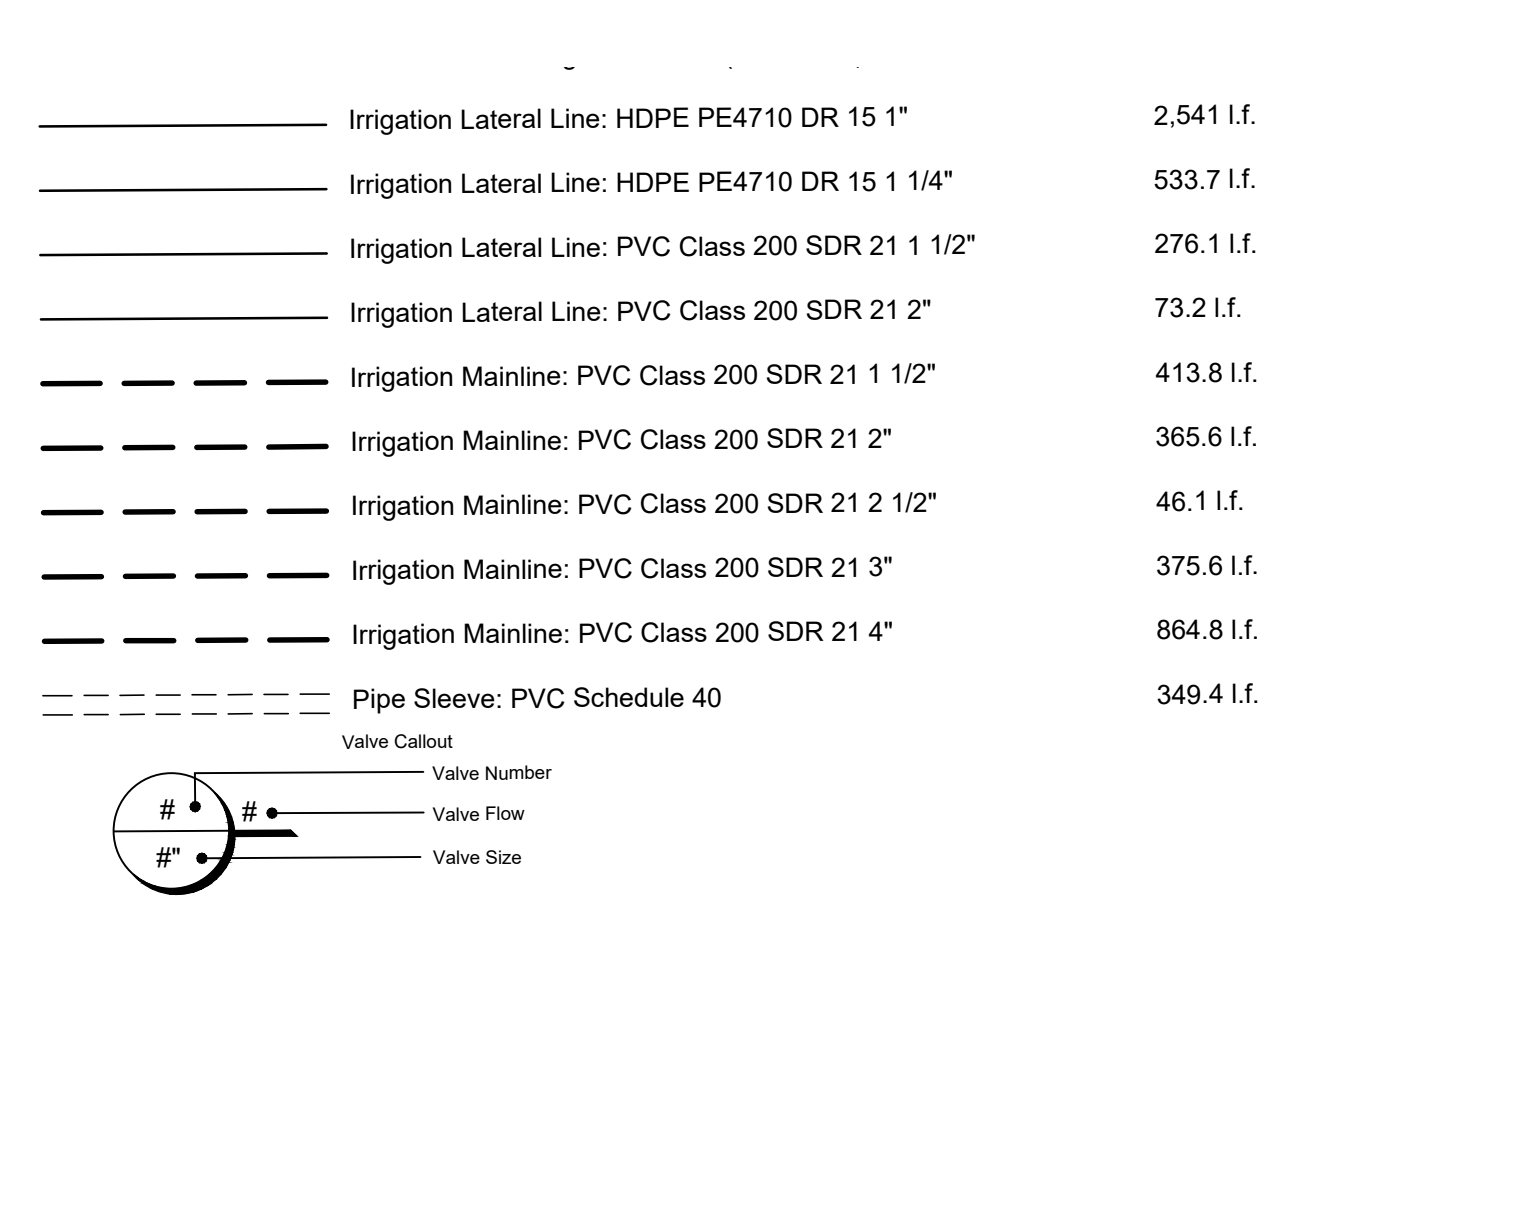 Irrigation Lateral Line: HDPE PE4710 DR 15 1" 2,541 l.f.
Irrigation Lateral Line: HDPE PE4710 DR 15 1 1/4" 533.7 l.f.
Irrigation Lateral Line: PVC Class 200 SDR 21 1 1/2" 276.1 l.f.
Irrigation Lateral Line: PVC Class 200 SDR 21 2" 73.2 l.f.
Irrigation Mainline: PVC Class 200 SDR 21 1 1/2" 413.8 l.f.
Irrigation Mainline: PVC Class 200 SDR 21 2" 365.6 l.f.
Irrigation Mainline: PVC Class 200 SDR 21 2 1/2" 46.1 l.f.
Irrigation Mainline: PVC Class 200 SDR 21 3" 375.6 l.f.
Irrigation Mainline: PVC Class 200 SDR 21 4" 864.8 l.f.
Pipe Sleeve: PVC Schedule 40 349.4 l.f.
Valve Callout
Valve Number
# # Valve Flow
#" Valve Size